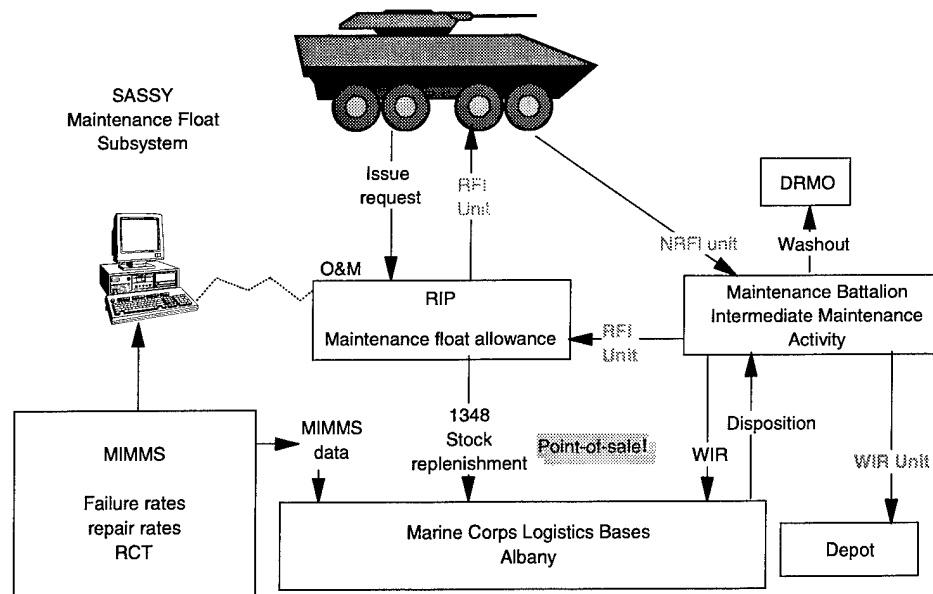 SASSY
Maintenance Float
Subsystem
Issue
request
RFI
Unit
NRFI unit
DRMO
Washout
O&M
RIP
Maintenance float allowance
RFI
Unit
Maintenance Battalion
Intermediate Maintenance
Activity
MIMMS
Failure rates
repair rates
RCT
MIMMS
data
1348
Stock
replenishment
Point-of-sale!
WIR
Disposition
WIR Unit
Marine Corps Logistics Bases
Albany
Depot